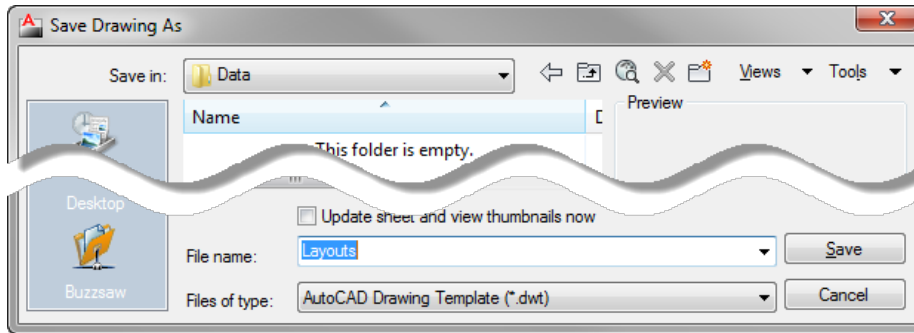 Save Drawing As
Save in: Data Views Tools
Name Preview
This folder is empty.
Desktop
Update sheet and view thumbnails now
File name: Layouts Save
Buzzsaw
Files of type: AutoCAD Drawing Template (*.dwt) Cancel